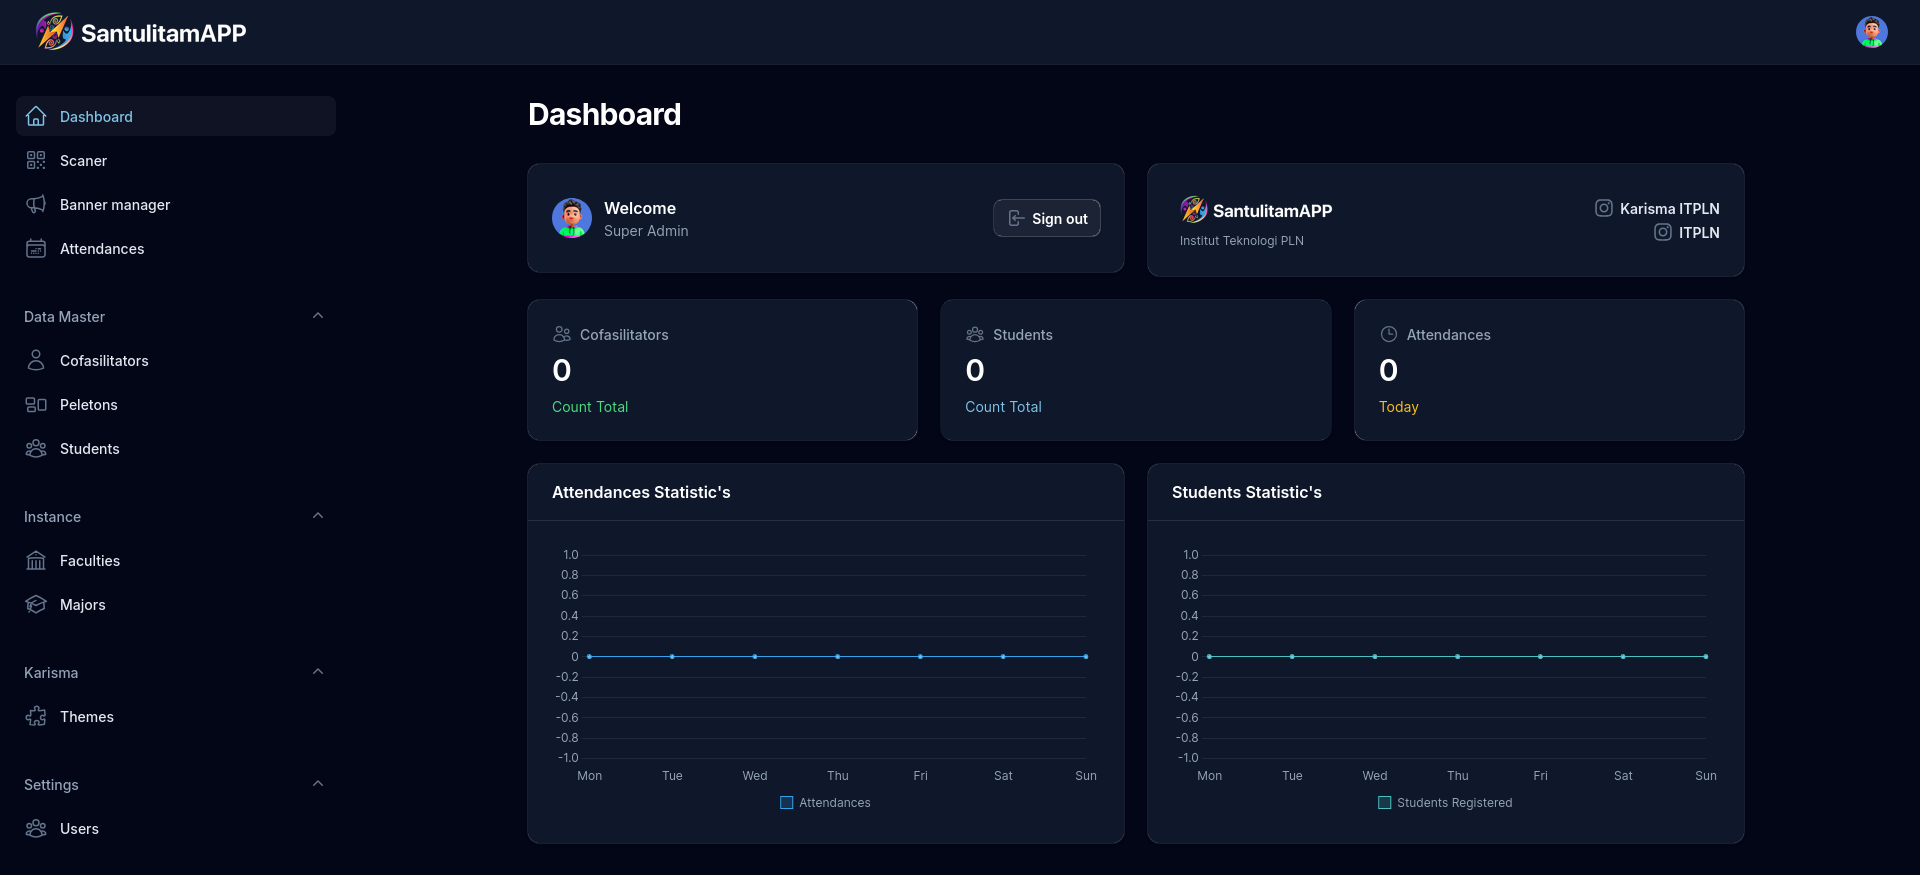 SantulitamAPP
Dashboard
Scaner
Banner manager
Attendances
Data Master
Cofasilitators
Peletons
Students
Instance
Faculties
Majors
Karisma
Themes
Settings
Users
Dashboard
Welcome
Super Admin
Sign out
SantulitamAPP
Institut Teknologi PLN
Karisma ITPLN
ITPLN
Cofasilitators
0
Count Total
Students
0
Count Total
Attendances
0
Today
Attendances Statistic's
1.0
0.8
0.6
0.4
0.2
0
-0.2
-0.4
-0.6
-0.8
-1.0
Mon Tue Wed Thu Fri Sat Sun
Attendances
Students Statistic's
1.0
0.8
0.6
0.4
0.2
0
-0.2
-0.4
-0.6
-0.8
-1.0
Mon Tue Wed Thu Fri Sat Sun
Students Registered